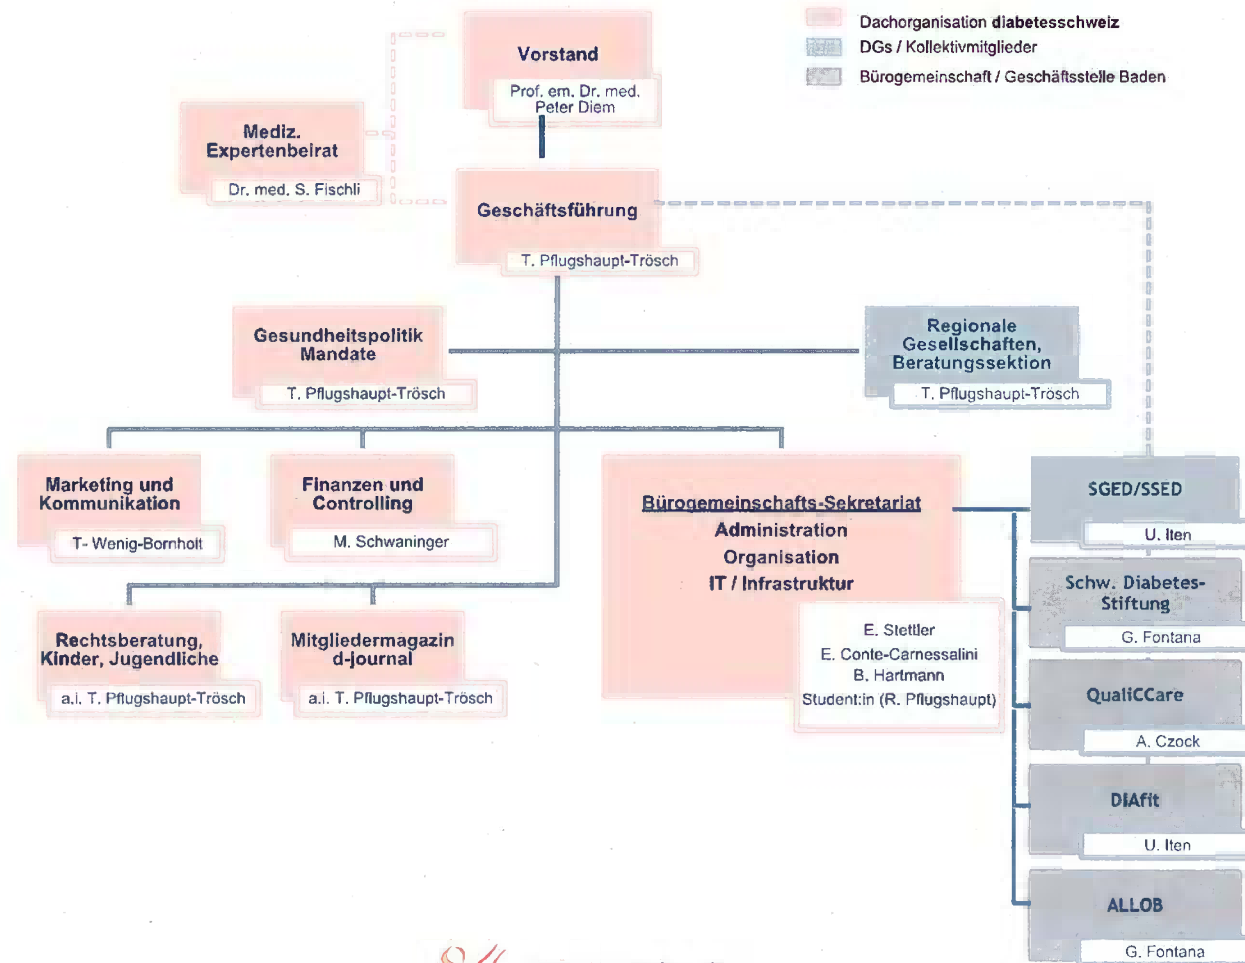 Dachorganisation diabetesschweiz
DGs / Kollektivmitglieder
Bürogemeinschaft / Geschäftsstelle Baden
Vorstand
Prof. em. Dr. med.
Peter Diem
Mediz.
Expertenbeirat
Dr. med. S. Fischli
Geschäftsführung
T. Pflugshaupt-Trösch
Gesundheitspolitik
Mandate
T. Pflugshaupt-Trösch
Regionale
Gesellschaften,
Beratungssektion
T. Pflugshaupt-Trösch
Marketing und
Kommunikation
T- Wenig-Bornholt
Finanzen und
Controlling
M. Schwaninger
Bürogemeinschafts-Sekretariat
Administration
Organisation
IT / Infrastruktur
E. Stettler
E. Conte-Carnessalini
B. Hartmann
Student:in (R. Pflugshaupt)
Rechtsberatung,
Kinder, Jugendliche
a.i. T. Pflugshaupt-Trösch
Mitgliedermagazin
d-journal
a.i. T. Pflugshaupt-Trösch
SGED/SSED
U. Iten
Schw. Diabetes-
Stiftung
G. Fontana
QualiCCare
A. Czock
DIAfit
U. Iten
ALLOB
G. Fontana